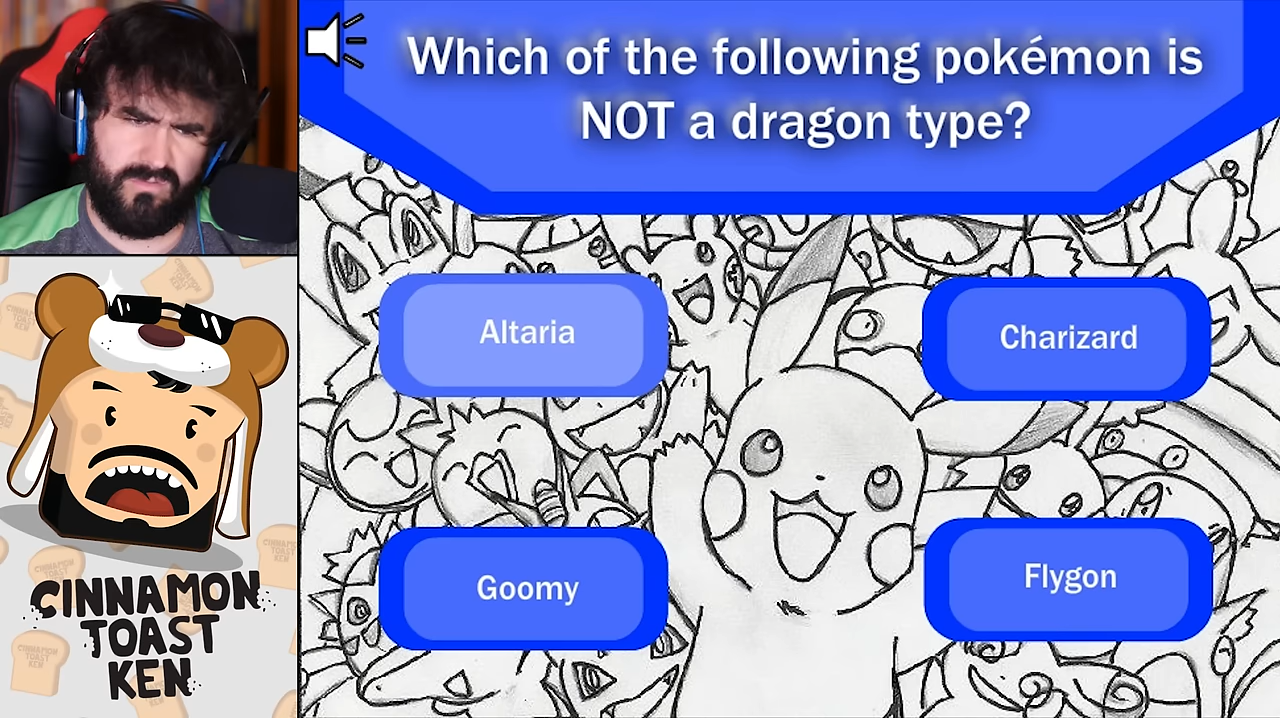 Which of the following pokémon is
NOT a dragon type?
Altaria
Charizard
Goomy
Flygon
CINNAMON
TOAST
KEN